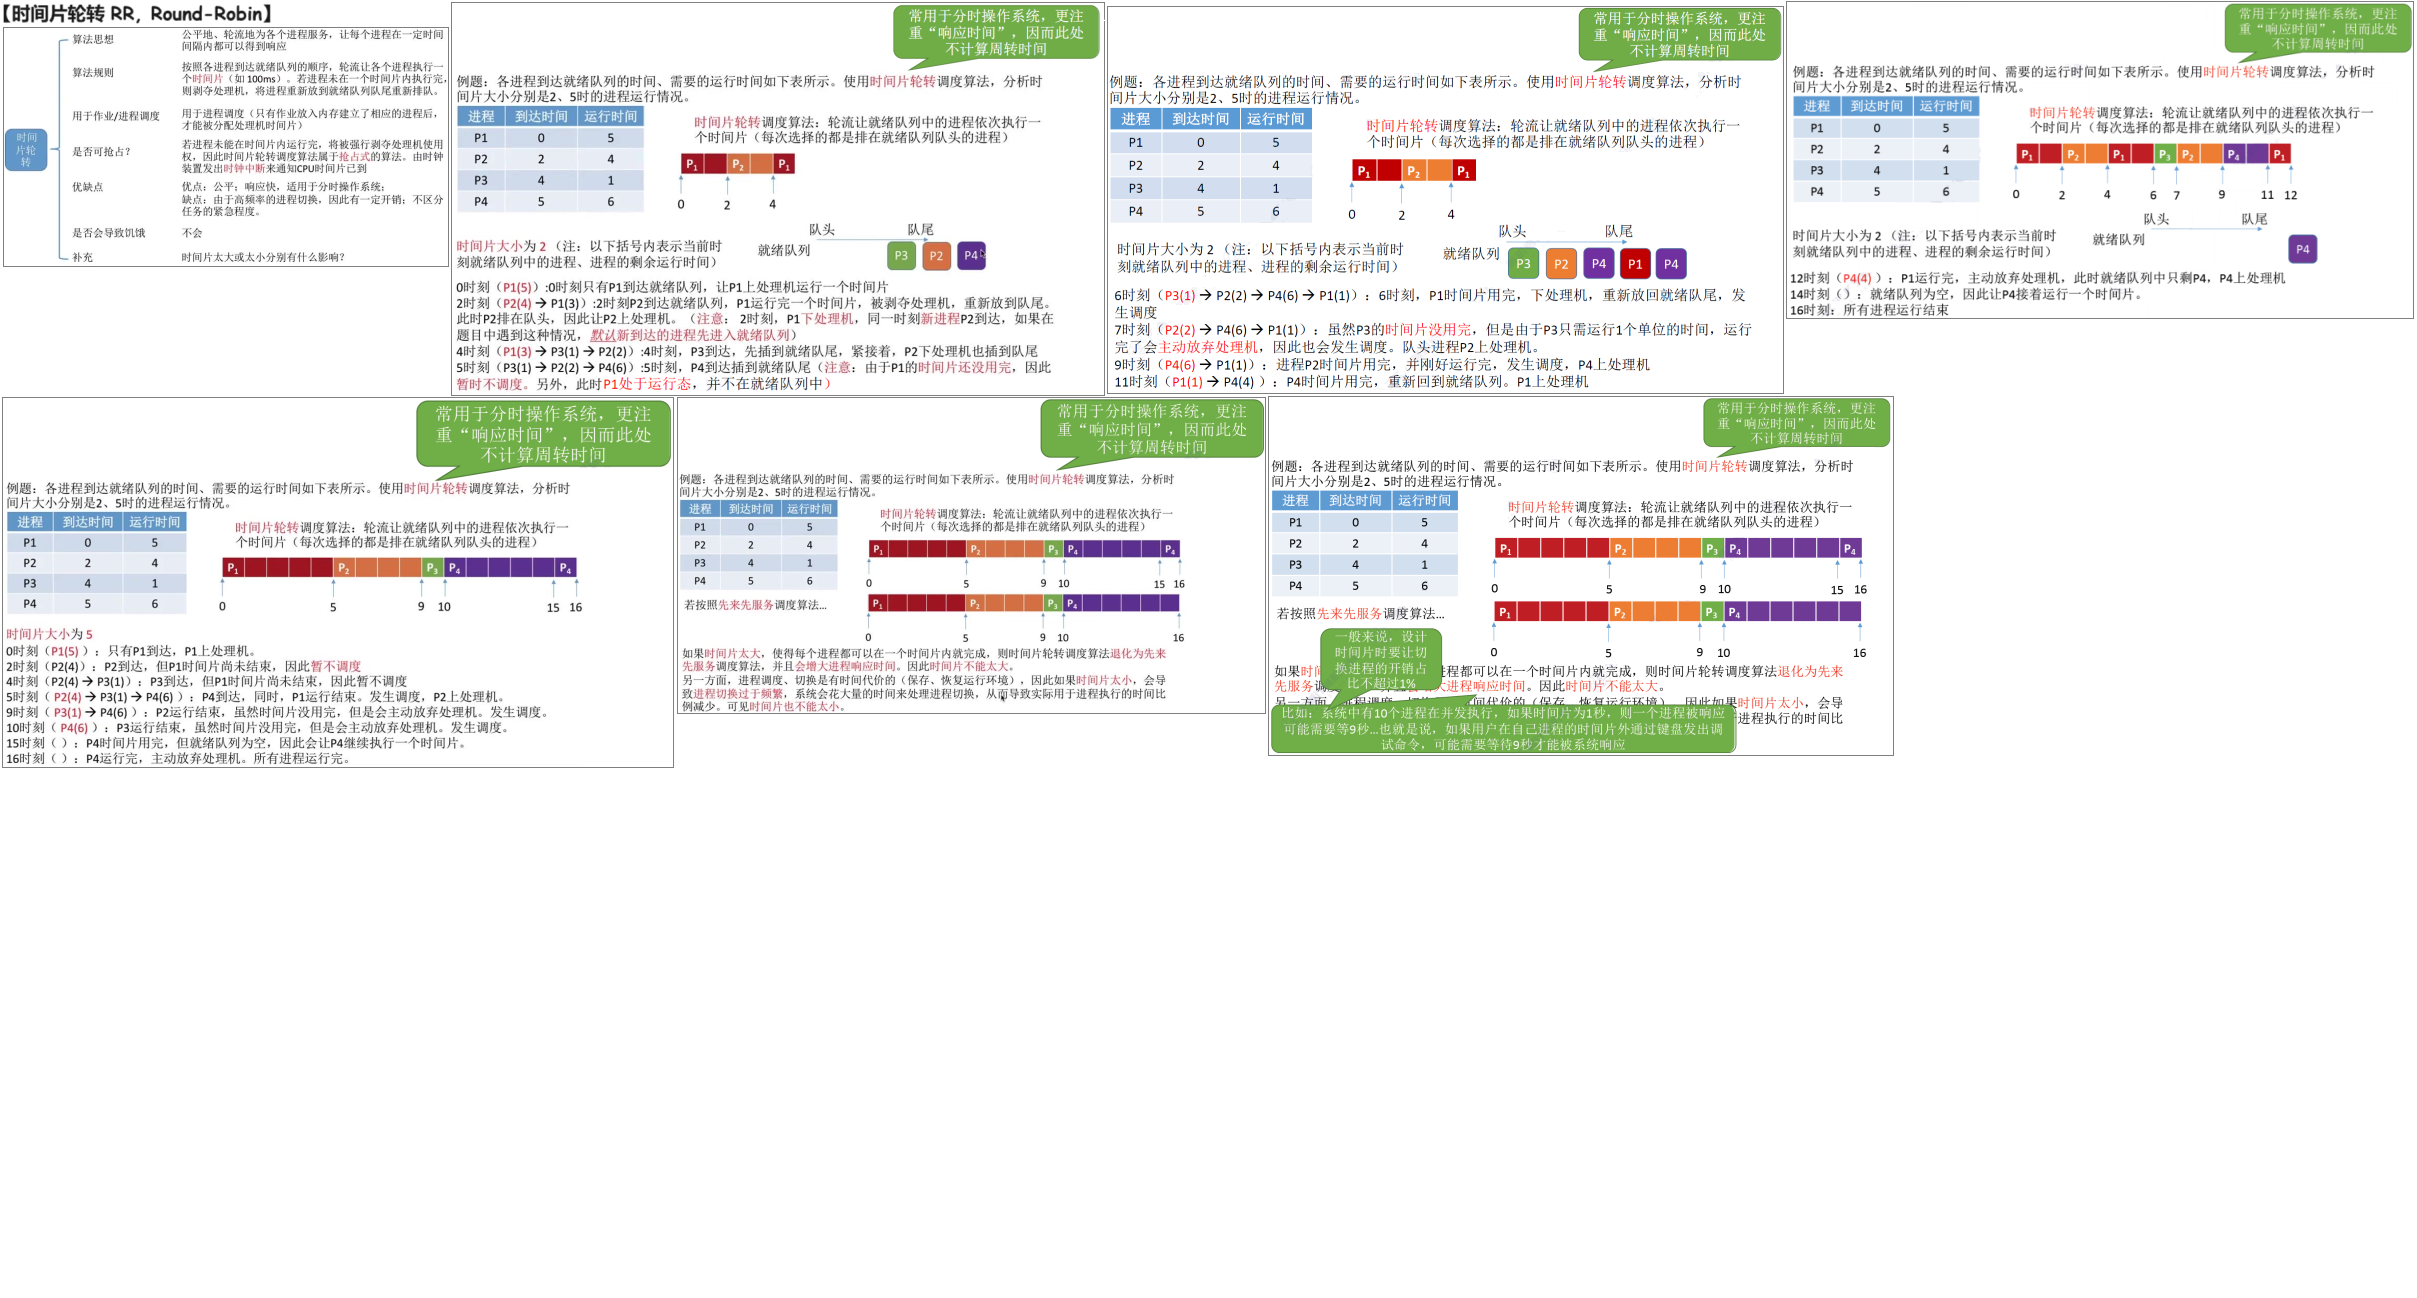 【时间片轮转 RR，Round-Robin】
时间片轮转
算法思想
公平地、轮流地为各个进程服务，让每个进程在一定时间
间隔内都可以得到响应
算法规则
按照各进程到达就绪队列的顺序，轮流让各个进程执行一
个时间片（如 100ms）。若进程未在一个时间片内执行完，
则剥夺处理机，将进程重新放到就绪队列队尾重新排队。
用于作业/进程调度
用于进程调度（只有作业放入内存建立了相应的进程后，
才能被分配处理机时间片）
是否可抢占？
若进程未能在时间片内运行完，将被强行剥夺处理机使用
权，因此时间片轮转调度算法属于抢占式的算法。由时钟
装置发出时钟中断来通知CPU时间片已到
优缺点
优点：公平；响应快，适用于分时操作系统；
缺点：由于高频率的进程切换，因此有一定开销；不区分
任务的紧急程度。
是否会导致饥饿
不会
补充
时间片太大或太小分别有什么影响？
常用于分时操作系统，更注
重“响应时间”，因而此处
不计算周转时间
例题：各进程到达就绪队列的时间、需要的运行时间如下表所示。使用时间片轮转调度算法，分析时
间片大小分别是2、5时的进程运行情况。
进程 到达时间 运行时间
P1 0 5
P2 2 4
P3 4 1
P4 5 6
时间片轮转调度算法：轮流让就绪队列中的进程依次执行一
个时间片（每次选择的都是排在就绪队列队头的进程）
P1 P2 P1
0 2 4
队头 队尾
就绪队列
P3 P2 P4
时间片大小为 2 （注：以下括号内表示当前时
刻就绪队列中的进程、进程的剩余运行时间）
0时刻（P1(5)）:0时刻只有P1到达就绪队列，让P1上处理机运行一个时间片
2时刻（P2(4) → P1(3)）:2时刻P2到达就绪队列，P1运行完一个时间片，被剥夺处理机，重新放到队尾。
此时P2排在队头，因此让P2上处理机。（注意： 2时刻，P1下处理机，同一时刻新进程P2到达，如果在
题目中遇到这种情况，默认新到达的进程先进入就绪队列）
4时刻（P1(3) → P3(1) → P2(2)）:4时刻，P3到达，先插到就绪队尾，紧接着，P2下处理机也插到队尾
5时刻（P3(1) → P2(2) → P4(6)）:5时刻，P4到达插到就绪队尾（注意：由于P1的时间片还没用完，因此
暂时不调度。另外，此时P1处于运行态，并不在就绪队列中）
常用于分时操作系统，更注
重“响应时间”，因而此处
不计算周转时间
例题：各进程到达就绪队列的时间、需要的运行时间如下表所示。使用时间片轮转调度算法，分析时
间片大小分别是2、5时的进程运行情况。
进程 到达时间 运行时间
P1 0 5
P2 2 4
P3 4 1
P4 5 6
时间片轮转调度算法：轮流让就绪队列中的进程依次执行一
个时间片（每次选择的都是排在就绪队列队头的进程）
P1 P2 P1
0 2 4
队头 队尾
就绪队列
P3 P2 P4 P1 P4
时间片大小为 2 （注：以下括号内表示当前时
刻就绪队列中的进程、进程的剩余运行时间）
6时刻（P3(1) → P2(2) → P4(6) → P1(1)）：6时刻，P1时间片用完，下处理机，重新放回就绪队尾，发
生调度
7时刻（P2(2) → P4(6) → P1(1)）：虽然P3的时间片没用完，但是由于P3只需运行1个单位的时间，运行
完了会主动放弃处理机，因此也会发生调度。队头进程P2上处理机。
9时刻（P4(6) → P1(1)）：进程P2时间片用完，并刚好运行完，发生调度，P4上处理机
11时刻（P1(1) → P4(4) ）：P4时间片用完，重新回到就绪队列。P1上处理机
常用于分时操作系统，更注
重“响应时间”，因而此处
不计算周转时间
例题：各进程到达就绪队列的时间、需要的运行时间如下表所示。使用时间片轮转调度算法，分析时
间片大小分别是2、5时的进程运行情况。
进程 到达时间 运行时间
P1 0 5
P2 2 4
P3 4 1
P4 5 6
时间片轮转调度算法：轮流让就绪队列中的进程依次执行一
个时间片（每次选择的都是排在就绪队列队头的进程）
P1 P2 P1 P3 P2 P4 P1
0 2 4 6 7 9 11 12
队头 队尾
就绪队列
P4
时间片大小为 2 （注：以下括号内表示当前时
刻就绪队列中的进程、进程的剩余运行时间）
12时刻（P4(4) ）：P1运行完，主动放弃处理机，此时就绪队列中只剩P4，P4上处理机
14时刻（）：就绪队列为空，因此让P4接着运行一个时间片。
16时刻：所有进程运行结束
常用于分时操作系统，更注
重“响应时间”，因而此处
不计算周转时间
例题：各进程到达就绪队列的时间、需要的运行时间如下表所示。使用时间片轮转调度算法，分析时
间片大小分别是2、5时的进程运行情况。
进程 到达时间 运行时间
P1 0 5
P2 2 4
P3 4 1
P4 5 6
时间片轮转调度算法：轮流让就绪队列中的进程依次执行一
个时间片（每次选择的都是排在就绪队列队头的进程）
P1 P2 P3 P4 P4
0 5 9 10 15 16
时间片大小为 5
0时刻（P1(5) ）：只有P1到达，P1上处理机。
2时刻（P2(4)）：P2到达，但P1时间片尚未结束，因此暂不调度
4时刻（P2(4) → P3(1)）：P3到达，但P1时间片尚未结束，因此暂不调度
5时刻（ P2(4) → P3(1) → P4(6) ）：P4到达，同时，P1运行结束。发生调度，P2上处理机。
9时刻（ P3(1) → P4(6) ）：P2运行结束，虽然时间片没用完，但是会主动放弃处理机。发生调度。
10时刻（ P4(6) ）：P3运行结束，虽然时间片没用完，但是会主动放弃处理机。发生调度。
15时刻（ ）：P4时间片用完，但就绪队列为空，因此会让P4继续执行一个时间片。
16时刻（ ）：P4运行完，主动放弃处理机。所有进程运行完。
常用于分时操作系统，更注
重“响应时间”，因而此处
不计算周转时间
例题：各进程到达就绪队列的时间、需要的运行时间如下表所示。使用时间片轮转调度算法，分析时
间片大小分别是2、5时的进程运行情况。
进程 到达时间 运行时间
P1 0 5
P2 2 4
P3 4 1
P4 5 6
时间片轮转调度算法：轮流让就绪队列中的进程依次执行一
个时间片（每次选择的都是排在就绪队列队头的进程）
P1 P2 P3 P4 P4
0 5 9 10 15 16
若按照先来先服务调度算法...
P1 P2 P3 P4
0 5 9 10 16
如果时间片太大，使得每个进程都可以在一个时间片内就完成，则时间片轮转调度算法退化为先来
先服务调度算法，并且会增大进程响应时间。因此时间片不能太大。
另一方面，进程调度、切换是有时间代价的（保存、恢复运行环境），因此如果时间片太小，会导
致进程切换过于频繁，系统会花大量的时间来处理进程切换，从而导致实际用于进程执行的时间比
例减少。可见时间片也不能太小。
常用于分时操作系统，更注
重“响应时间”，因而此处
不计算周转时间
例题：各进程到达就绪队列的时间、需要的运行时间如下表所示。使用时间片轮转调度算法，分析时
间片大小分别是2、5时的进程运行情况。
进程 到达时间 运行时间
P1 0 5
P2 2 4
P3 4 1
P4 5 6
时间片轮转调度算法：轮流让就绪队列中的进程依次执行一
个时间片（每次选择的都是排在就绪队列队头的进程）
P1 P2 P3 P4 P4
0 5 9 10 15 16
若按照先来先服务调度算法...
P1 P2 P3 P4
0 5 9 10 16
一般来说，设计
时间片时要让切
换进程的开销占
比不超过1%
如果时间 进程都可以在一个时间片内就完成，则时间片轮转调度算法退化为先来
先服务调 大进程响应时间。因此时间片不能太大。
另一方面 间代价的（保存、恢复运行环境），因此如果时间片太小，会导
进程执行的时间比
比如：系统中有10个进程在并发执行，如果时间片为1秒，则一个进程被响应
可能需要等9秒...也就是说，如果用户在自己进程的时间片外通过键盘发出调
试命令，可能需要等待9秒才能被系统响应